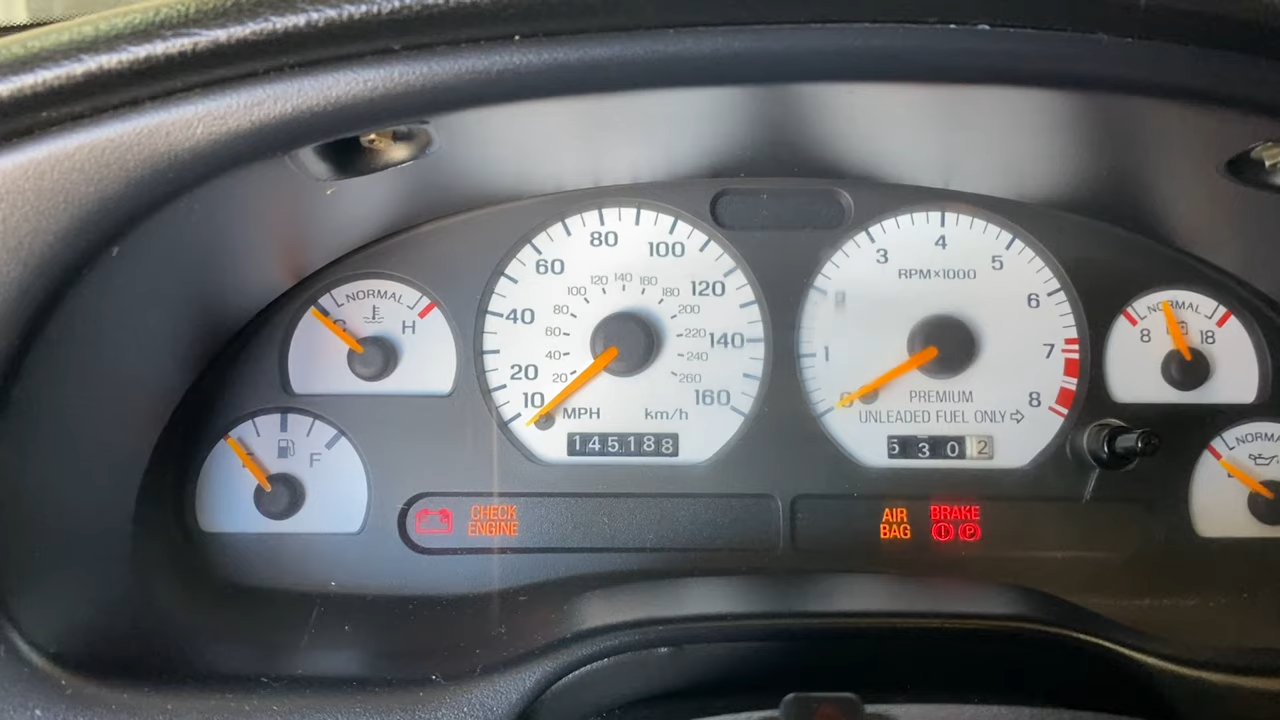 NORMAL
C H
F
10 20 40 60 80 100 120 140 160
20 40 60 80 100 120 140 160 180 200 220 240 260
MPH km/h
145188
0 1 3 4 5 6 7 8
RPM×1000
PREMIUM
UNLEADED FUEL ONLY
5302
NORMAL
8 18
NORMA
CHECK
ENGINE
AIR
BAG
BRAKE
P